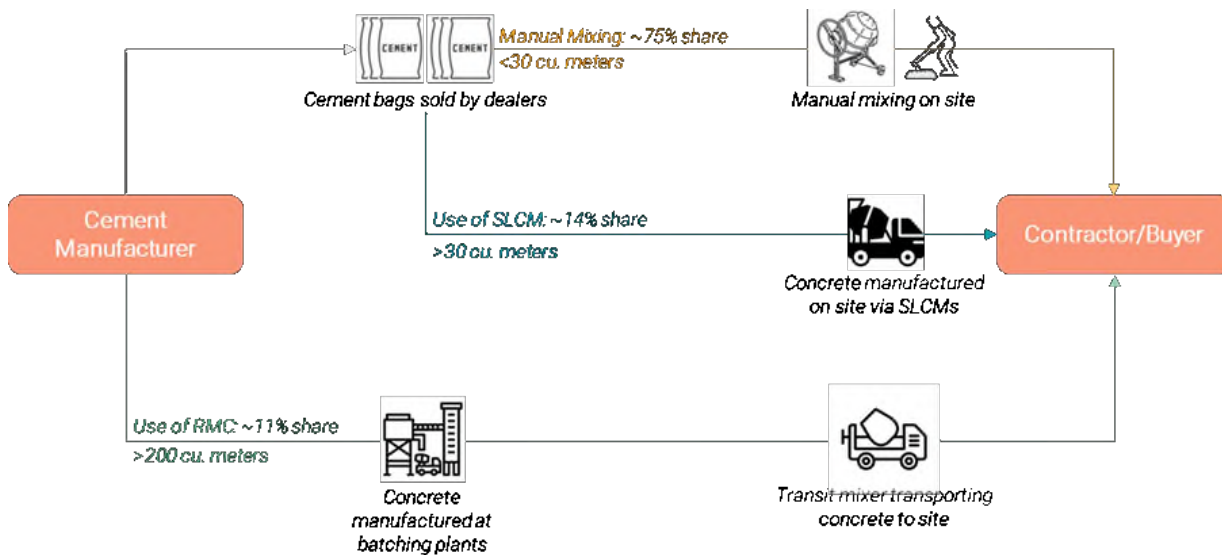 CEMENT
CEMENT
Manual Mixing: ~75% share
<30 cu. meters
Cement bags sold by dealers
Manual mixing on site
Cement
Manufacturer
Use of SLCM: ~14% share
>30 cu. meters
Contractor/Buyer
Concrete manufactured
on site via SLCMs
Use of RMC: ~11% share
>200 cu. meters
Concrete
manufactured at
batching plants
Transit mixer transporting
concrete to site